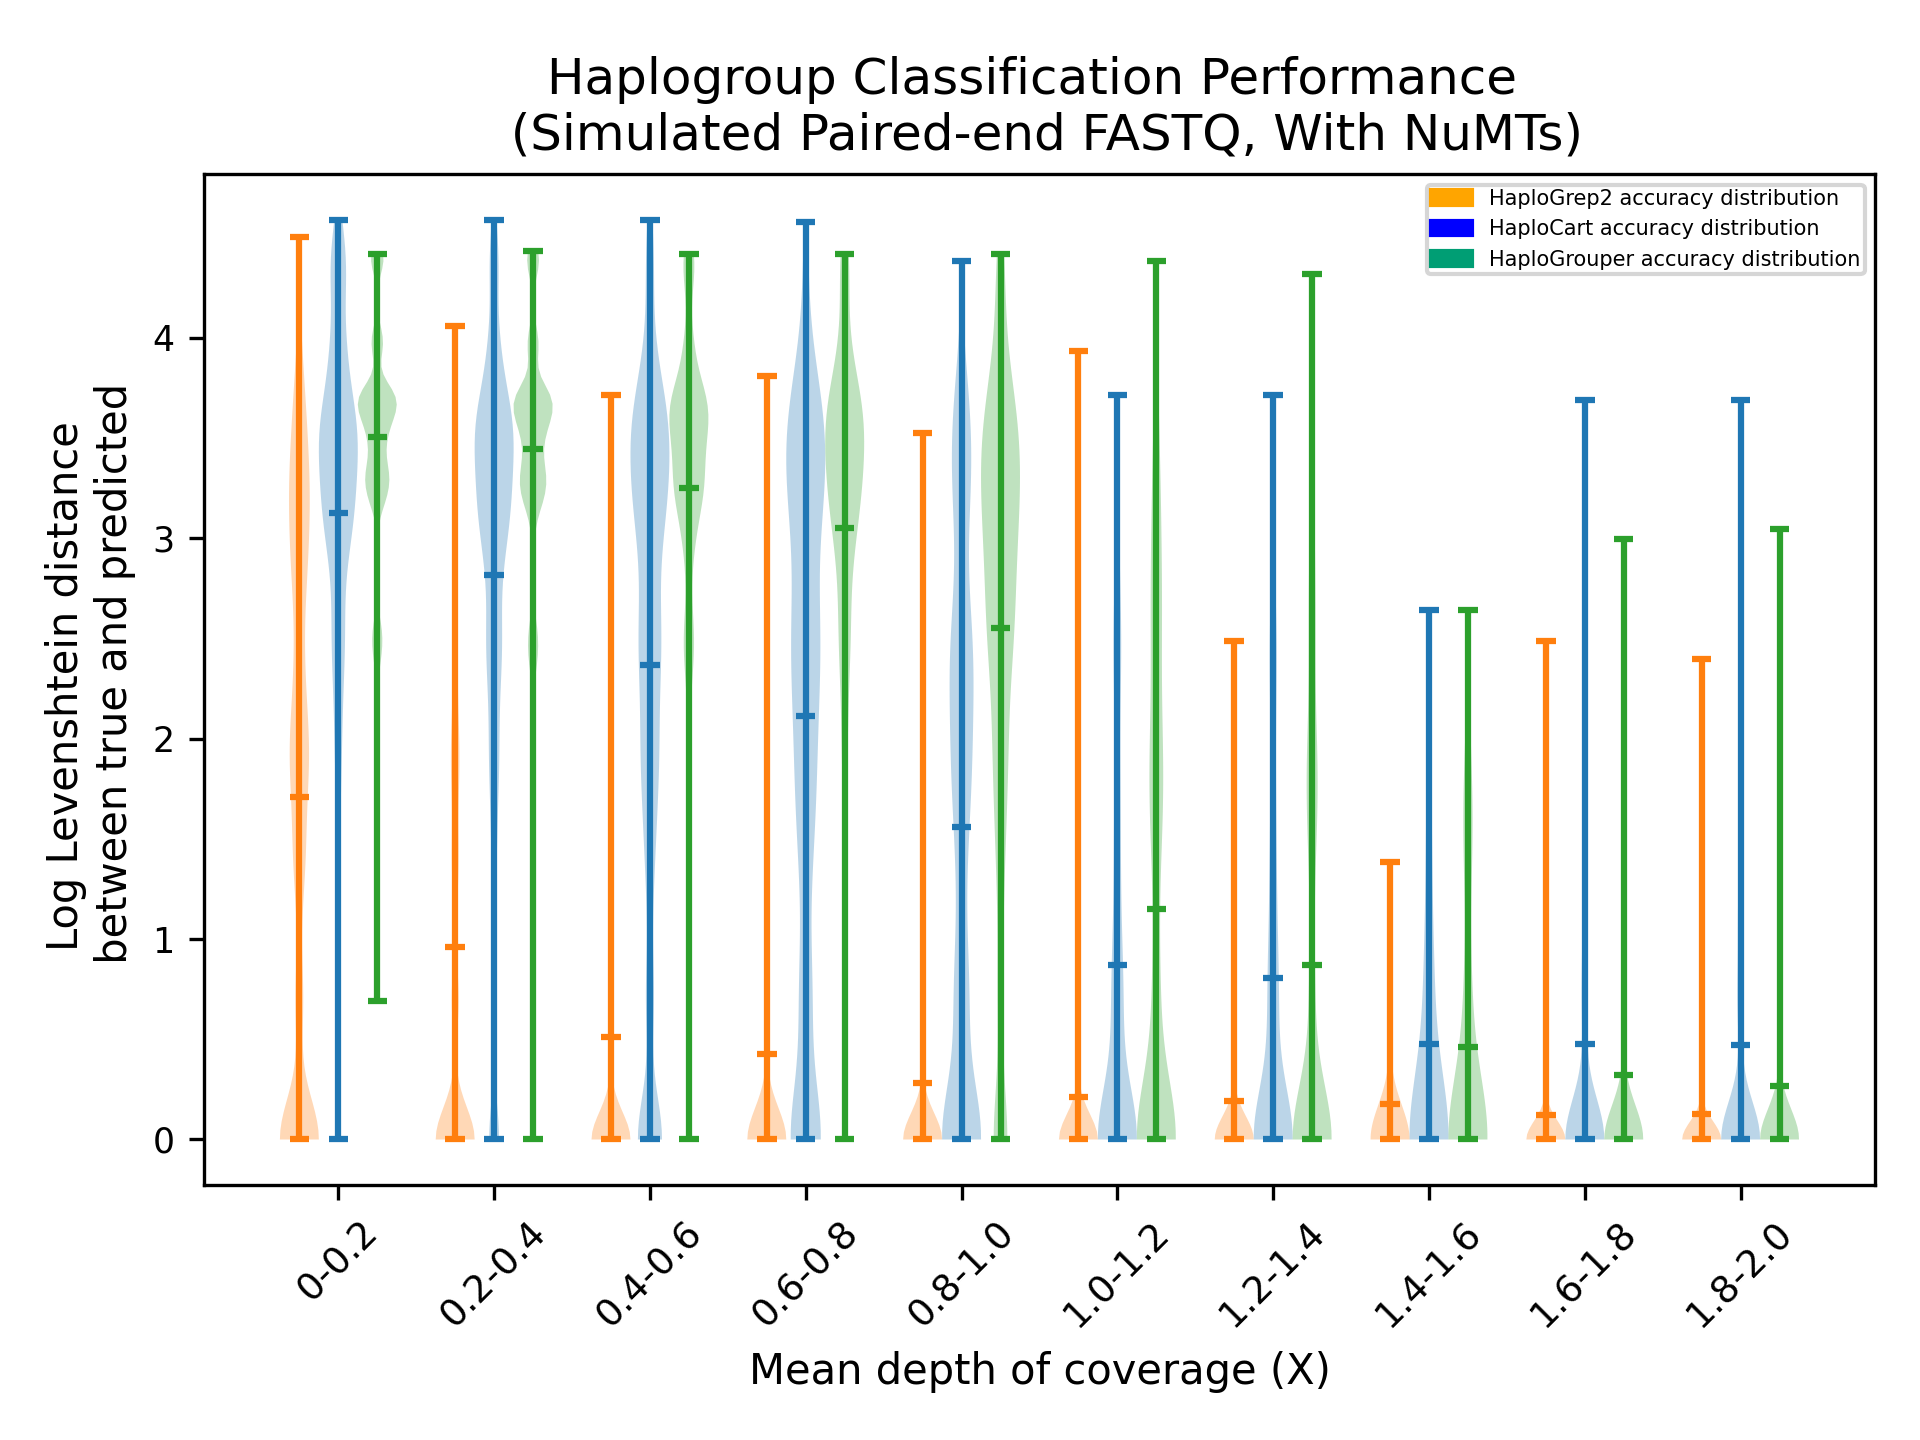 Haplogroup Classification Performance
(Simulated Paired-end FASTQ, With NuMTs)
HaploGrep2 accuracy distribution
HaploCart accuracy distribution
HaploGrouper accuracy distribution
Log Levenshtein distance
between true and predicted
4
3
2
1
0
0-0.2
0.2-0.4
0.4-0.6
0.6-0.8
0.8-1.0
1.0-1.2
1.2-1.4
1.4-1.6
1.6-1.8
1.8-2.0
Mean depth of coverage (X)